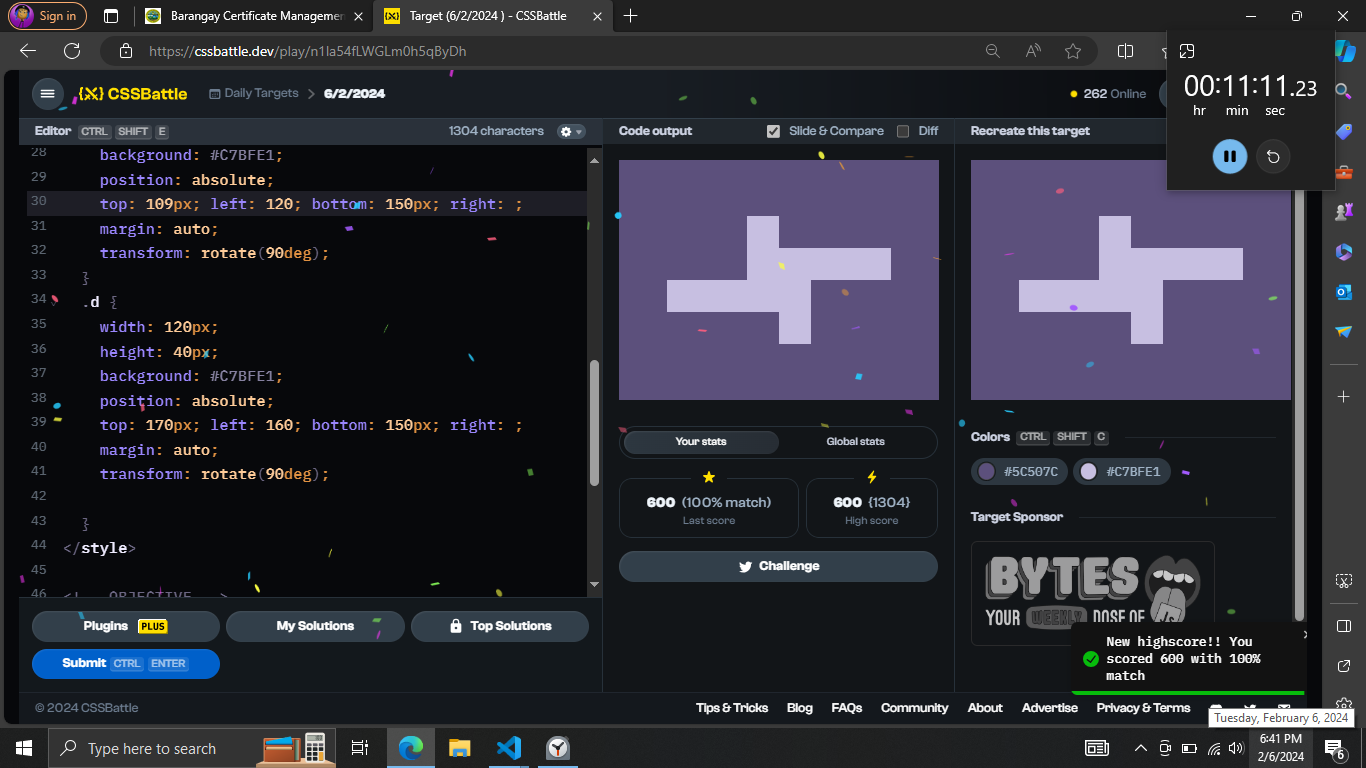 Sign in
Barangay Certificate Managemen
Target (6/2/2024 ) - CSSBattle
https://cssbattle.dev/play/n1la54fLWGLm0h5qByDh
00:11:11.23
hr min sec
{X} CSSBattle
Daily Targets > 6/2/2024
262 Online
Editor CTRL SHIFT E
1304 characters
Code output
Slide & Compare
Diff
Recreate this target
28 background: #C7BFE1;
29 position: absolute;
30 top: 109px; left: 120; bottom: 150px; right: ;
31 margin: auto;
32 transform: rotate(90deg);
33 }
34 .d {
35 width: 120px;
36 height: 40px;
37 background: #C7BFE1;
38 position: absolute;
39 top: 170px; left: 160; bottom: 150px; right: ;
40 margin: auto;
41 transform: rotate(90deg);
42
43 }
44 </style>
45
46 <!-- OBJECTIVE -->
Your stats
Global stats
600 (100% match)
Last score
600 {1304}
High score
Challenge
Colors CTRL SHIFT C
#5C507C
#C7BFE1
Target Sponsor
BYTES
YOUR WEEKLY DOSE OF JS
Plugins PLUS
My Solutions
Top Solutions
Submit CTRL ENTER
New highscore!! You
scored 600 with 100%
match
© 2024 CSSBattle
Tips & Tricks
Blog
FAQs
Community
About
Advertise
Privacy & Terms
Tuesday, February 6, 2024
Type here to search
6:41 PM
2/6/2024
6